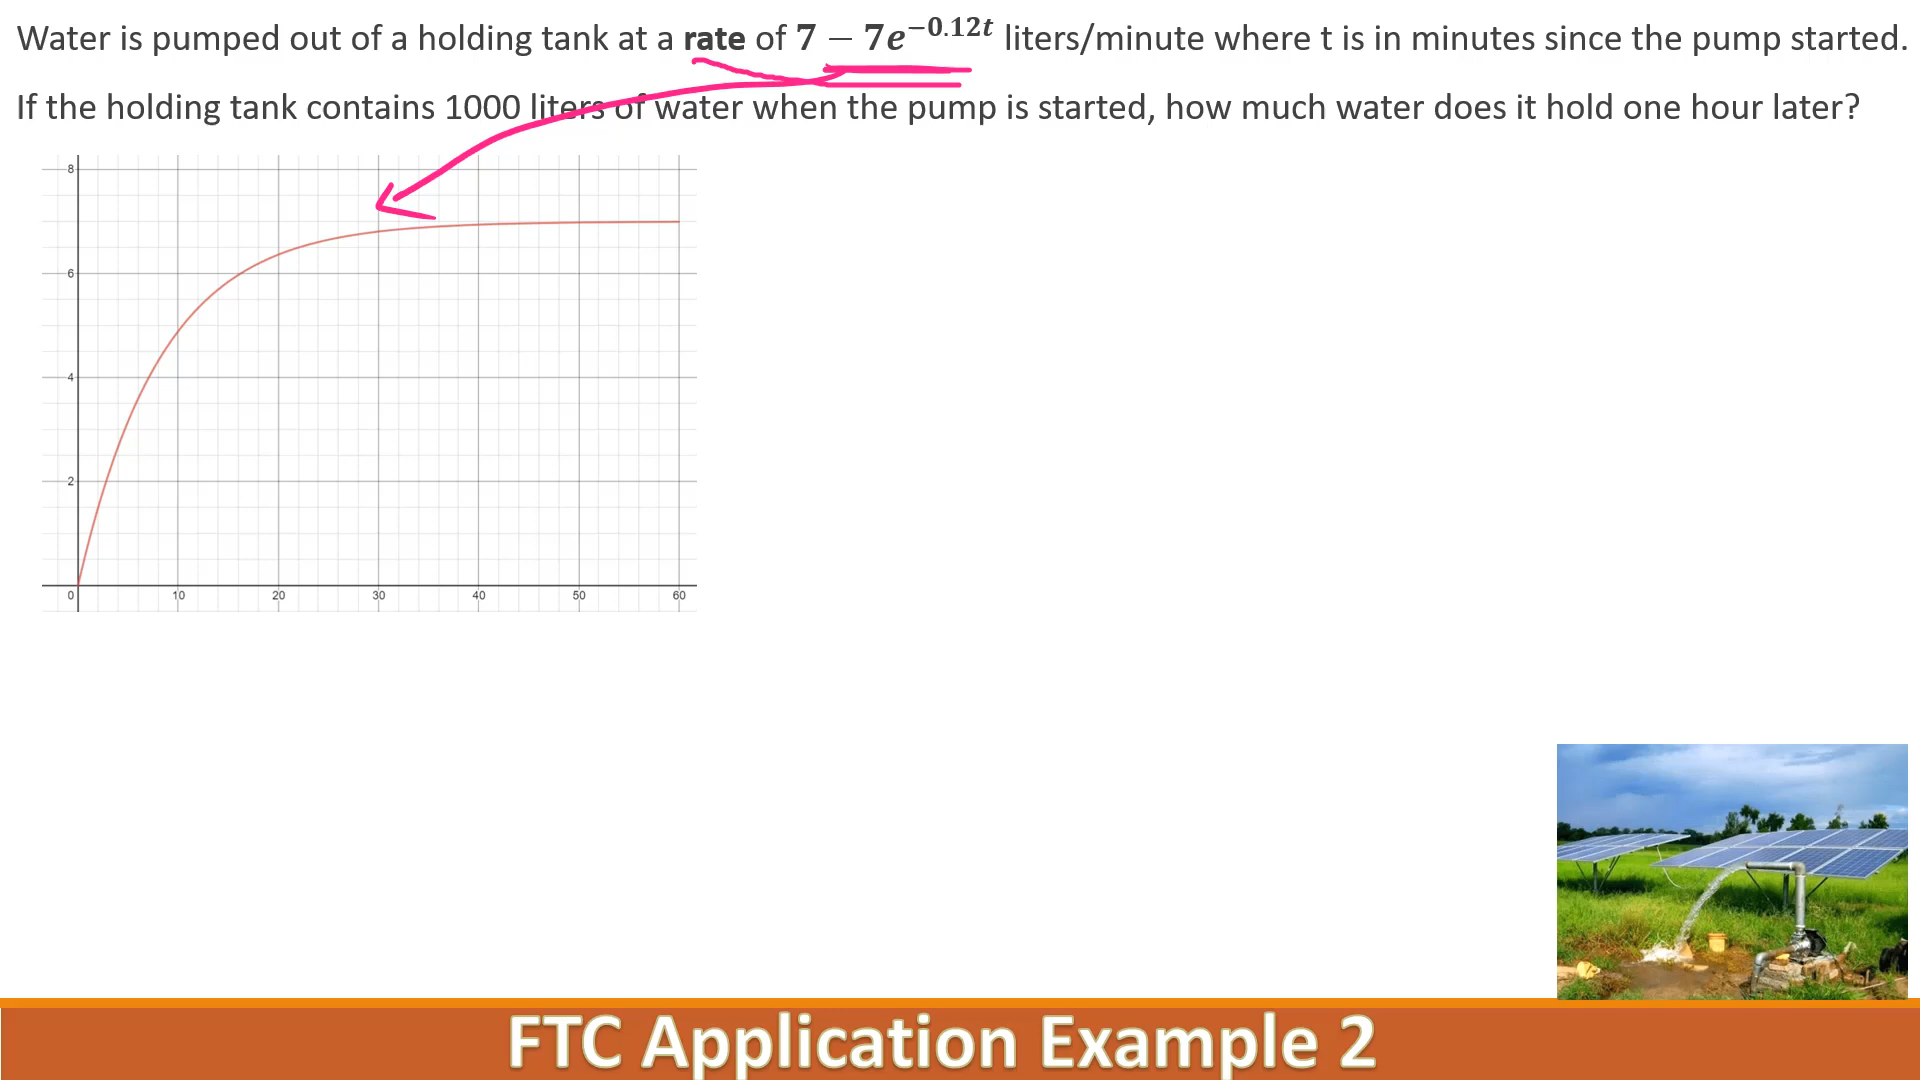 Water is pumped out of a holding tank at a rate of 7 − 7e^{−0.12t} liters/minute where t is in minutes since the pump started.
If the holding tank contains 1000 liters of water when the pump is started, how much water does it hold one hour later?
8
6
4
2
0 10 20 30 40 50 60
FTC Application Example 2